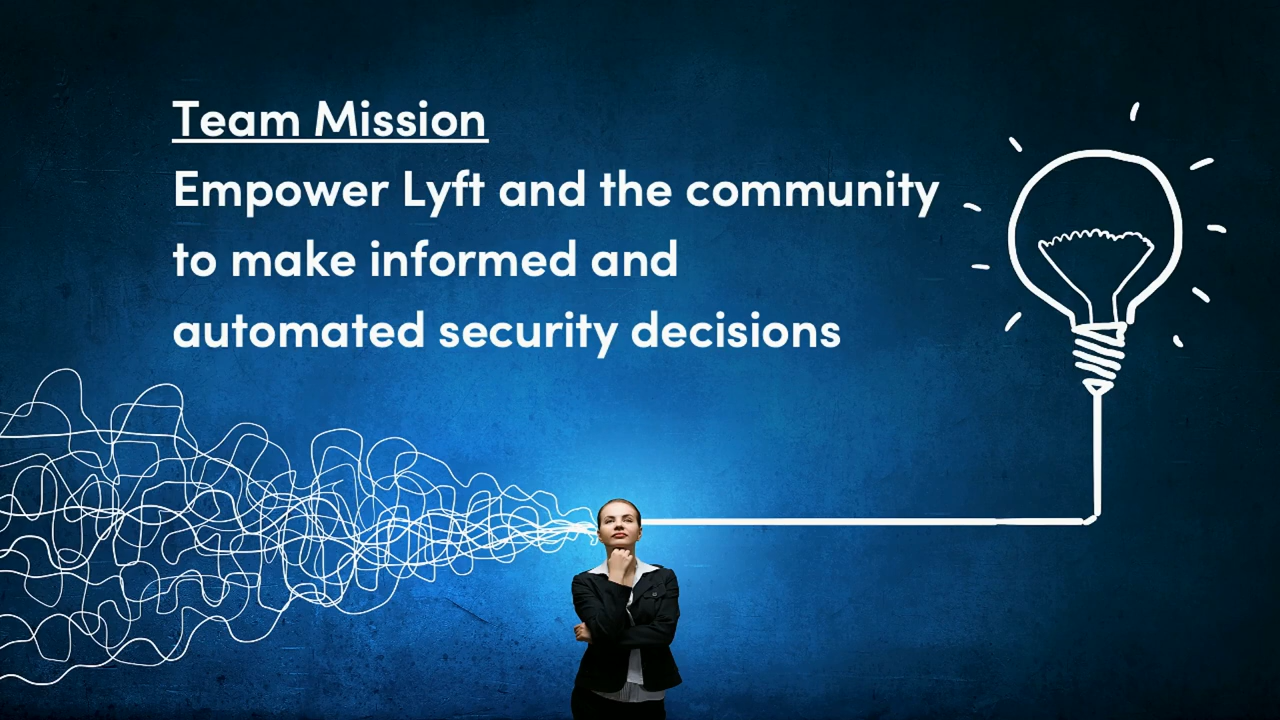 Team Mission
Empower Lyft and the community
to make informed and
automated security decisions